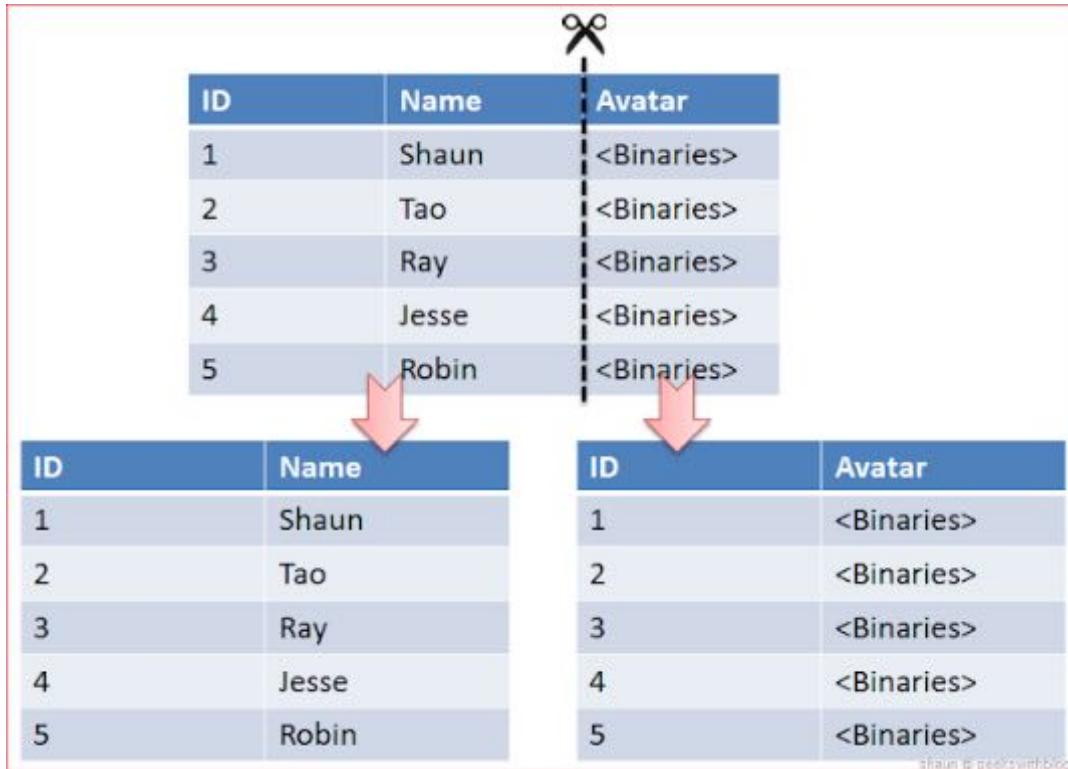 ID Name Avatar
1 Shaun <Binaries>
2 Tao <Binaries>
3 Ray <Binaries>
4 Jesse <Binaries>
5 Robin <Binaries>
ID Name
1 Shaun
2 Tao
3 Ray
4 Jesse
5 Robin
ID Avatar
1 <Binaries>
2 <Binaries>
3 <Binaries>
4 <Binaries>
5 <Binaries>
shaun @ geekswithblog